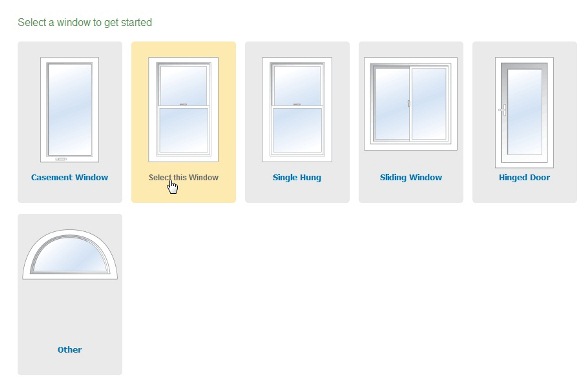 Select a window to get started
Casement Window
Select this Window
Single Hung
Sliding Window
Hinged Door
Other